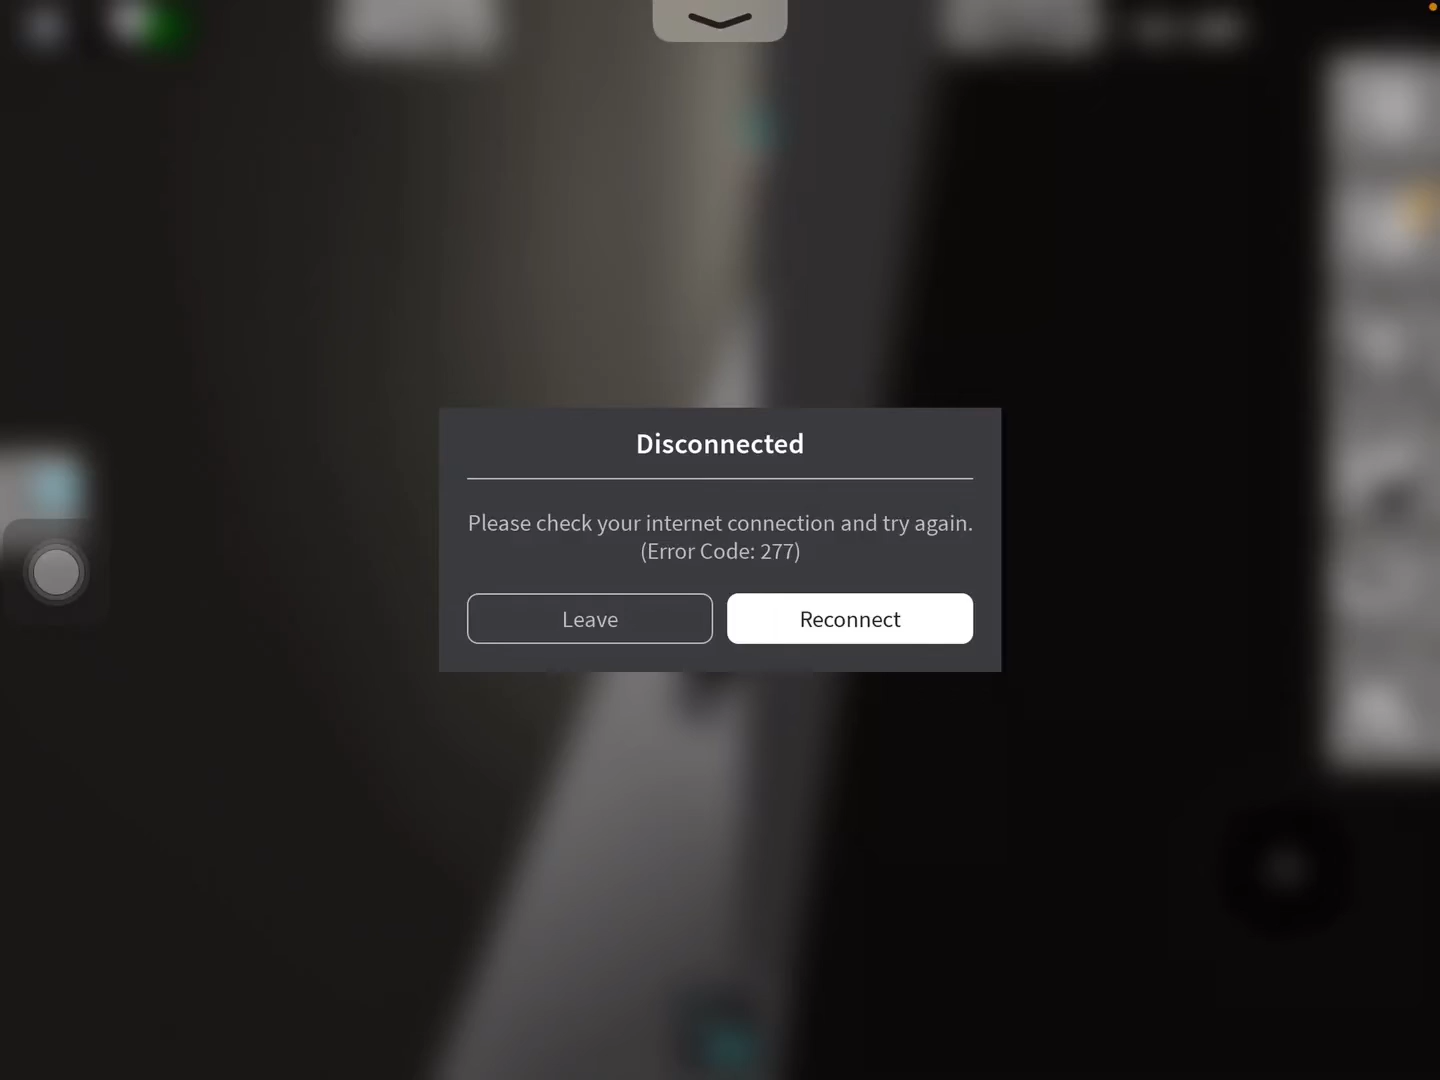 Disconnected
Please check your internet connection and try again.
(Error Code: 277)
Leave
Reconnect